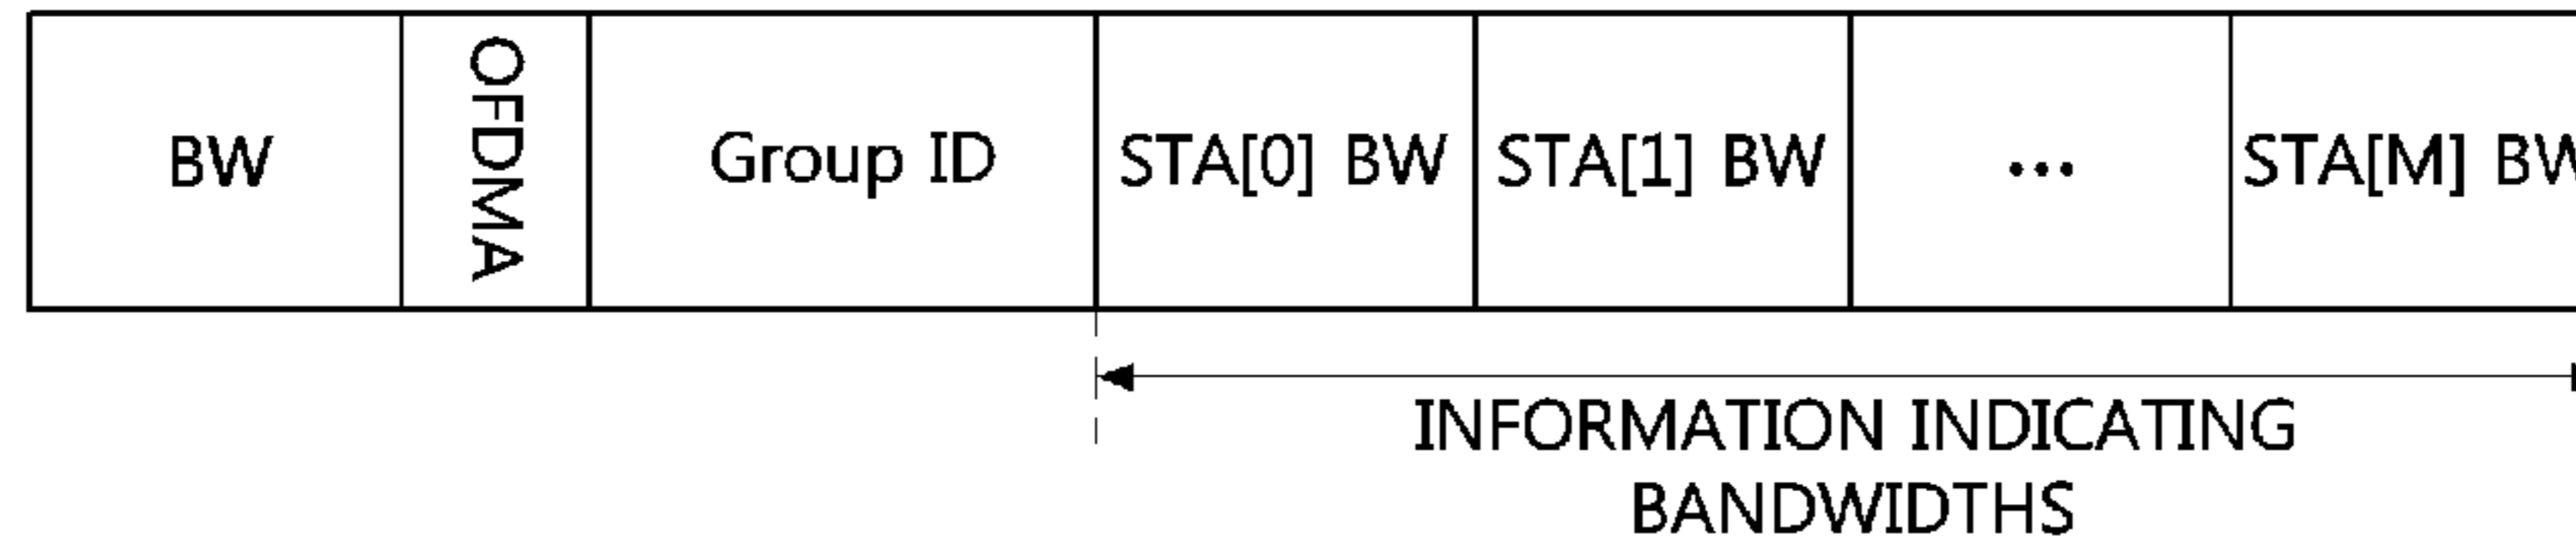 BW OFDMA Group ID STA[0] BW STA[1] BW ... STA[M] BW
INFORMATION INDICATING
BANDWIDTHS